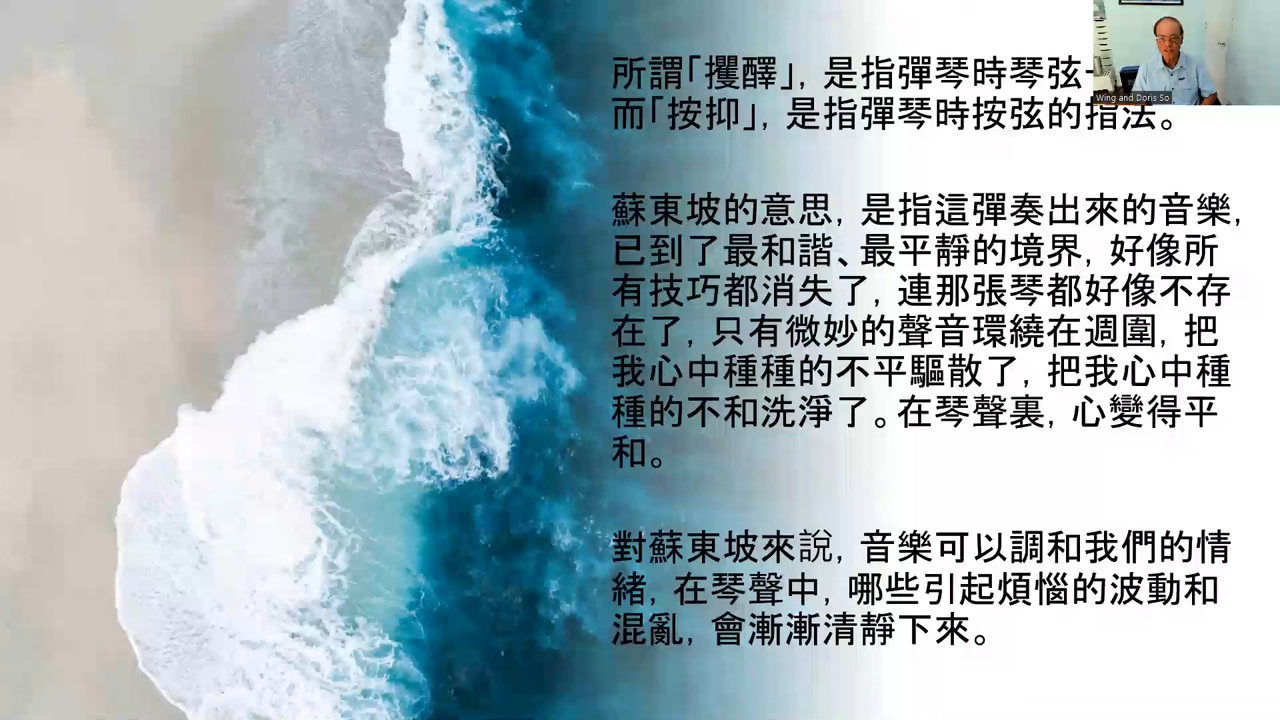 所謂「攫醳」, 是指彈琴時琴弦一
Wing and Doris So
而「按抑」, 是指彈琴時按弦的指法。
蘇東坡的意思, 是指這彈奏出來的音樂,
已到了最和諧、最平靜的境界, 好像所
有技巧都消失了, 連那張琴都好像不存
在了, 只有微妙的聲音環繞在週圍, 把
我心中種種的不平驅散了, 把我心中種
種的不和洗淨了。在琴聲裏, 心變得平
和。
對蘇東坡來說, 音樂可以調和我們的情
緒, 在琴聲中, 哪些引起煩惱的波動和
混亂, 會漸漸清靜下來。